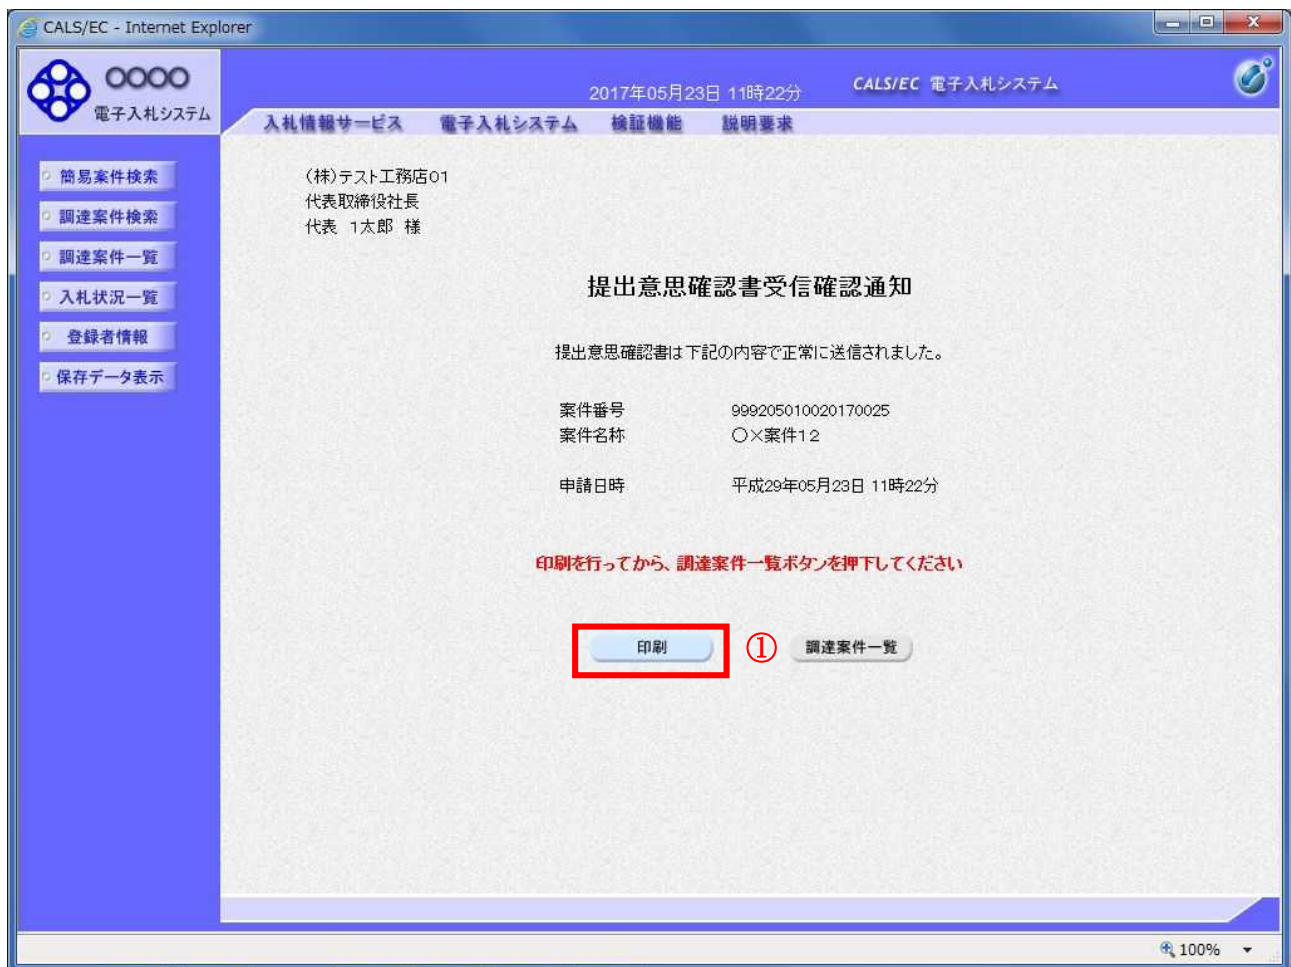 CALS/EC - Internet Explorer
○○○○
電子入札システム
2017年05月23日 11時22分
CALS/EC 電子入札システム
入札情報サービス 電子入札システム 検証機能 説明要求
簡易案件検索
調達案件検索
調達案件一覧
入札状況一覧
登録者情報
保存データ表示
(株)テスト工務店01
代表取締役社長
代表 1太郎 様
提出意思確認書受信確認通知
提出意思確認書は下記の内容で正常に送信されました。
案件番号 999205010020170025
案件名称 ○×案件12
申請日時 平成29年05月23日 11時22分
印刷を行ってから、調達案件一覧ボタンを押下してください
印刷 ① 調達案件一覧
100%